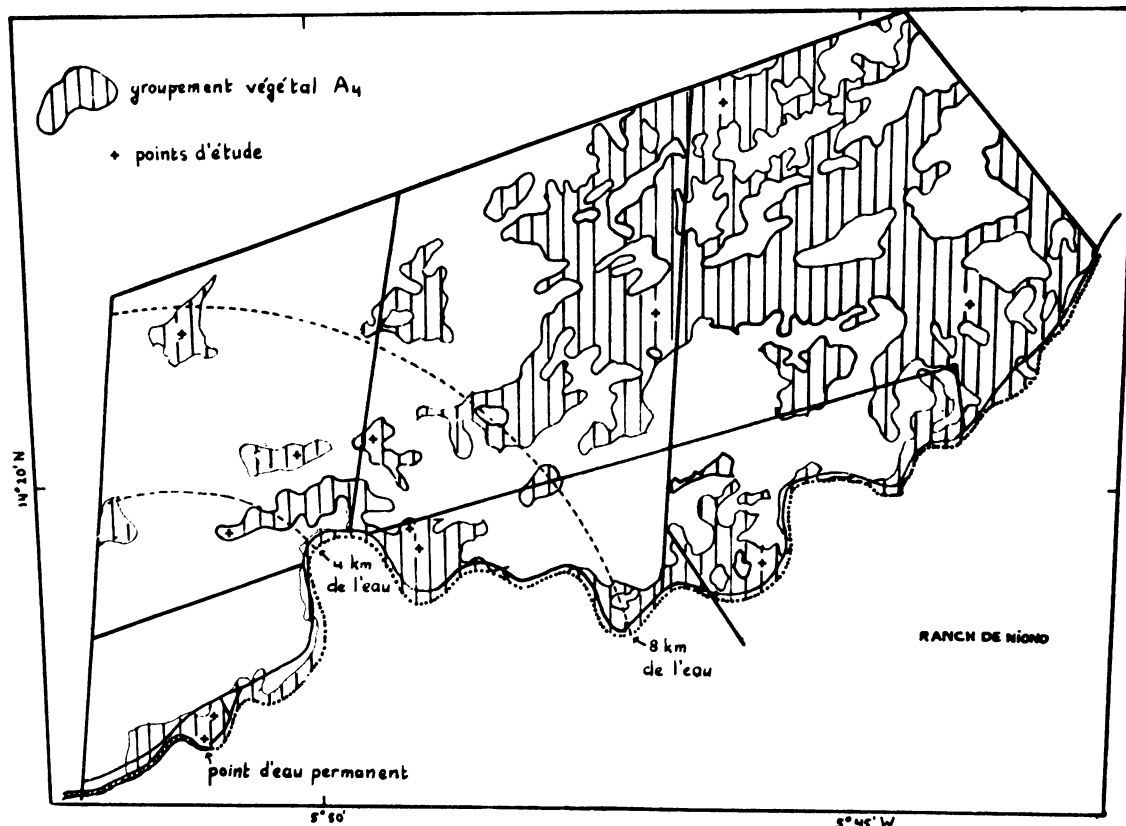 groupement végétal A4
+ points d'étude
14° 20' N
4 km
de l'eau
8 km
de l'eau
RANCH DE NIONO
point d'eau permanent
5° 50'
5° 45' W